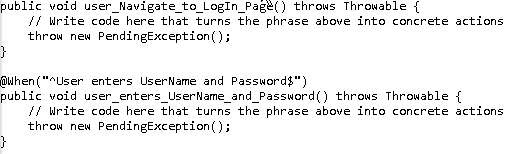 public void user_Navigate_to_LogIn_Page() throws Throwable {
// Write code here that turns the phrase above into concrete actions
throw new PendingException();
}
@When("^User enters UserName and Password$")
public void user_enters_UserName_and_Password() throws Throwable {
// Write code here that turns the phrase above into concrete actions
throw new PendingException();
}